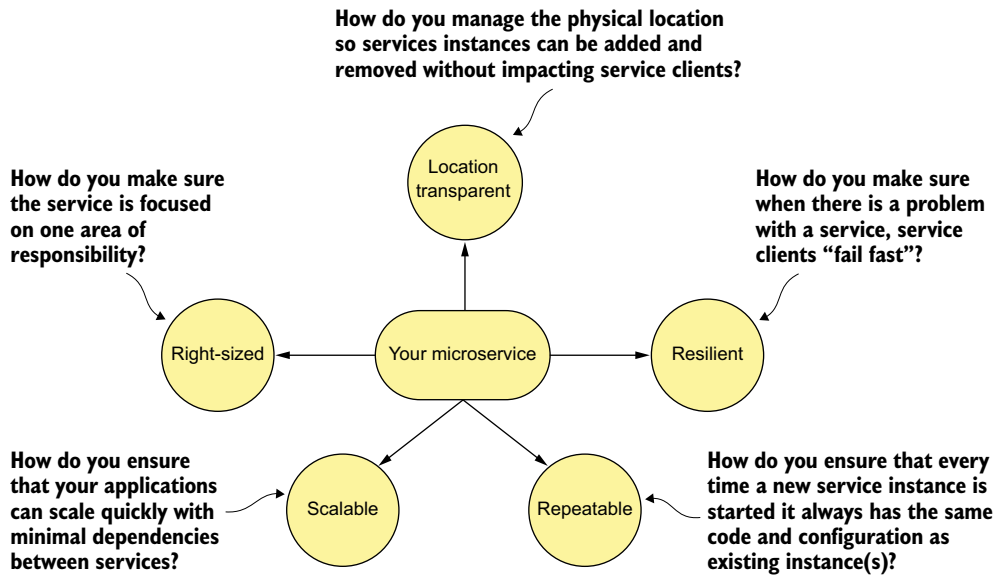 How do you manage the physical location
so services instances can be added and
removed without impacting service clients?
Location
transparent
How do you make sure
the service is focused
on one area of
responsibility?
How do you make sure
when there is a problem
with a service, service
clients “fail fast”?
Right-sized
Your microservice
Resilient
How do you ensure
that your applications
can scale quickly with
minimal dependencies
between services?
Scalable
Repeatable
How do you ensure that every
time a new service instance is
started it always has the same
code and configuration as
existing instance(s)?